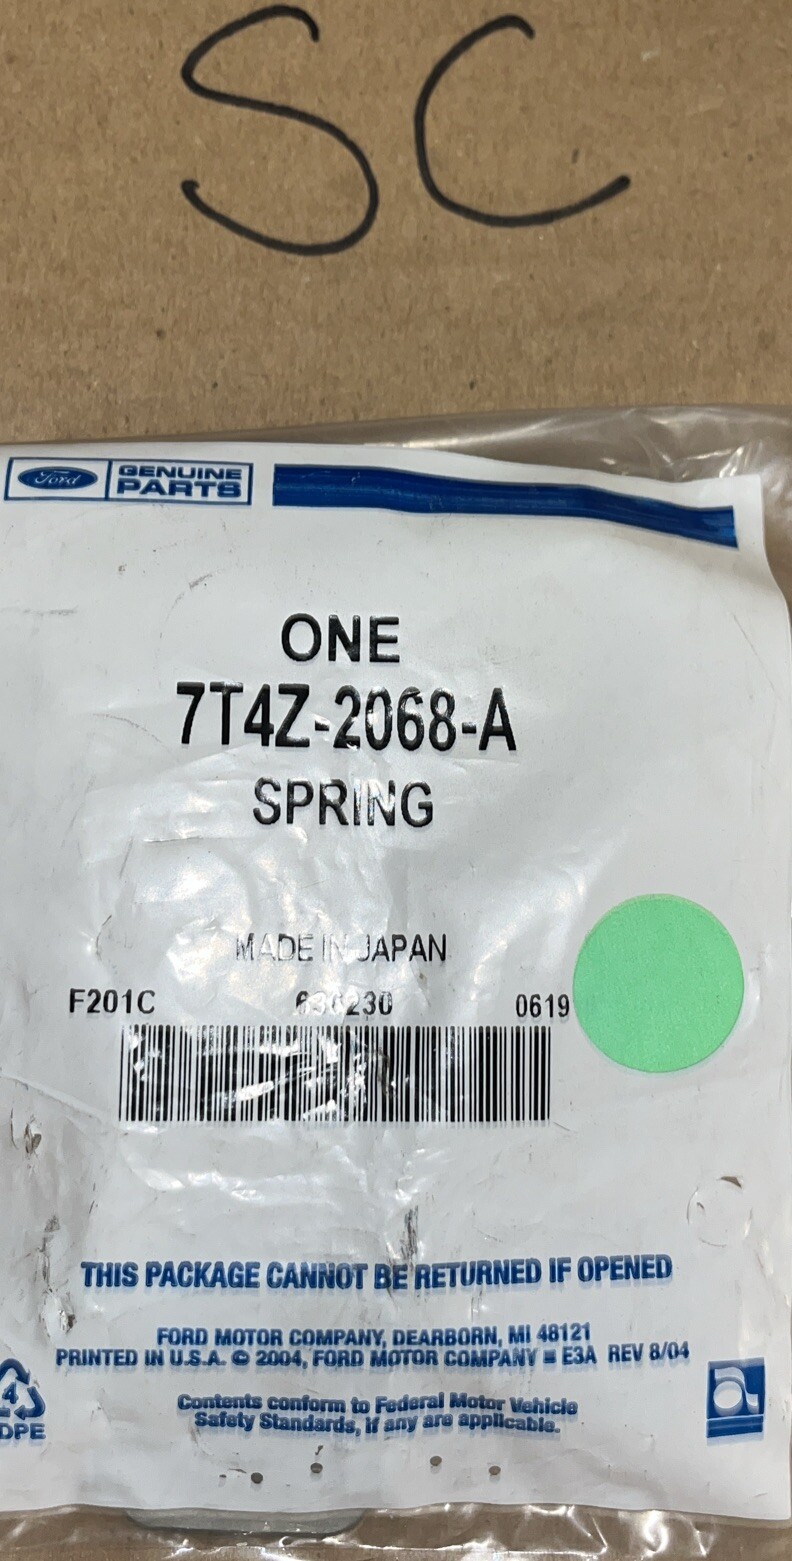 SC
Ford GENUINE
PARTS
ONE
7T4Z-2068-A
SPRING
MADE IN JAPAN
F201C 0619
THIS PACKAGE CANNOT BE RETURNED IF OPENED
FORD MOTOR COMPANY, DEARBORN, MI 48121
PRINTED IN U.S.A. © 2004, FORD MOTOR COMPANY ■ E3A REV 8/04
Contents conform to Federal Motor Vehicle
Safety Standards, if any are applicable.
4